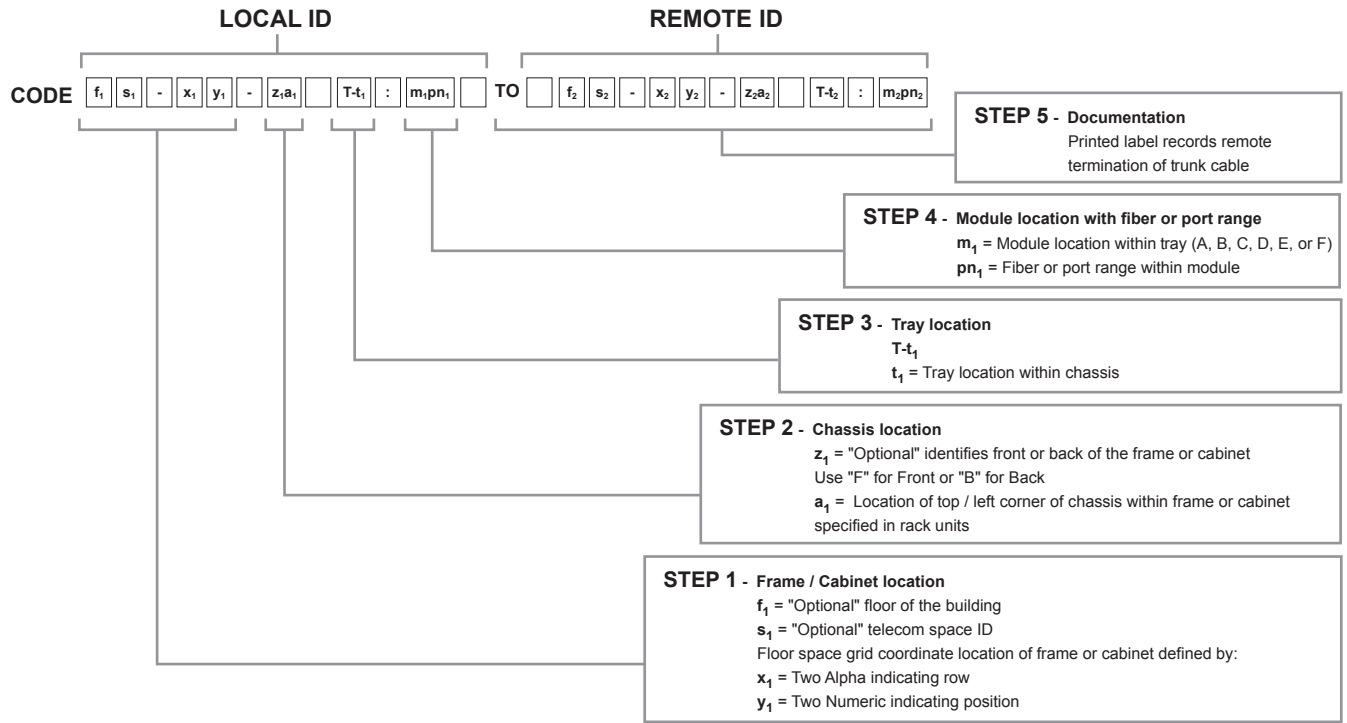 LOCAL ID REMOTE ID
CODE f₁ s₁ - x₁ y₁ - z₁a₁ T-t₁ : m₁pn₁ TO f₂ s₂ - x₂ y₂ - z₂a₂ T-t₂ : m₂pn₂
STEP 5 - Documentation
Printed label records remote
termination of trunk cable
STEP 4 - Module location with fiber or port range
m₁ = Module location within tray (A, B, C, D, E, or F)
pn₁ = Fiber or port range within module
STEP 3 - Tray location
T-t₁
t₁ = Tray location within chassis
STEP 2 - Chassis location
z₁ = "Optional" identifies front or back of the frame or cabinet
Use "F" for Front or "B" for Back
a₁ = Location of top / left corner of chassis within frame or cabinet
specified in rack units
STEP 1 - Frame / Cabinet location
f₁ = "Optional" floor of the building
s₁ = "Optional" telecom space ID
Floor space grid coordinate location of frame or cabinet defined by:
x₁ = Two Alpha indicating row
y₁ = Two Numeric indicating position